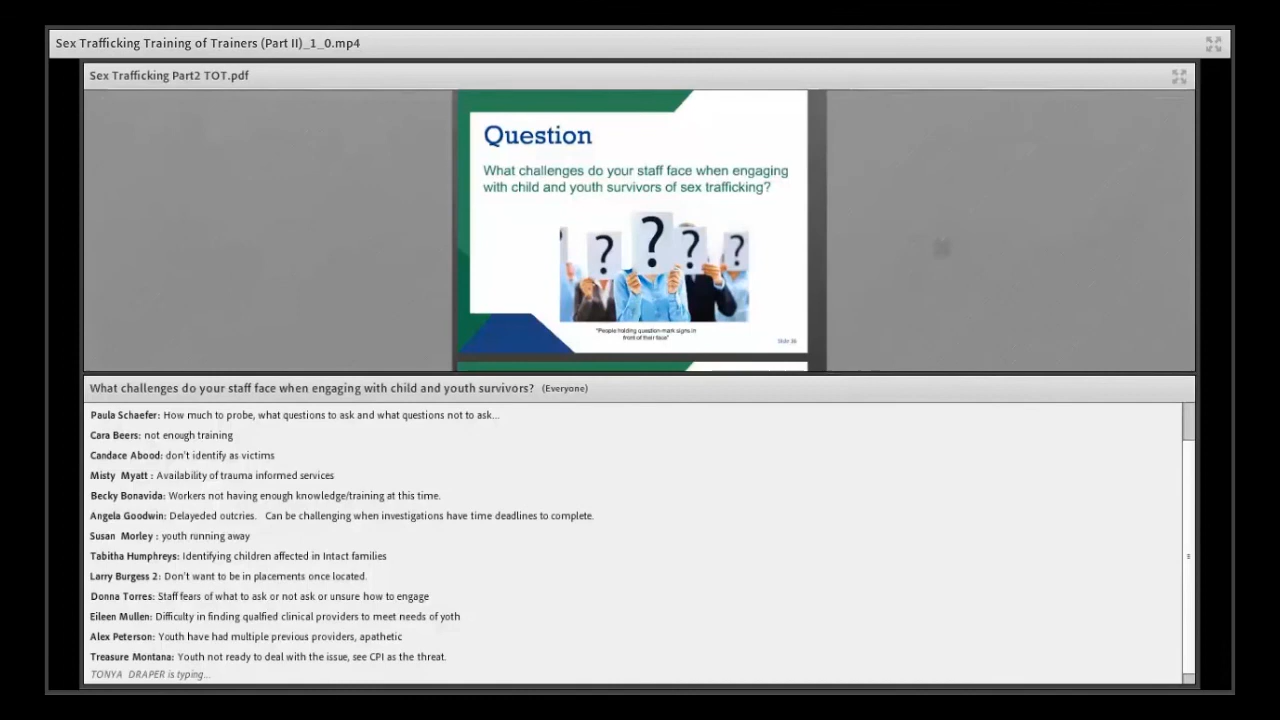 Sex Trafficking Training of Trainers (Part II)_1_0.mp4
Sex Trafficking Part2 TOT.pdf
Question
What challenges do your staff face when engaging
with child and youth survivors of sex trafficking?
? ? ? ?
"People holding question-mark signs in
front of their face"
Slide 36
What challenges do your staff face when engaging with child and youth survivors? (Everyone)
Paula Schaefer: How much to probe, what questions to ask and what questions not to ask...
Cara Beers: not enough training
Candace Abood: don't identify as victims
Misty Myatt : Availability of trauma informed services
Becky Bonavida: Workers not having enough knowledge/training at this time.
Angela Goodwin: Delayeded outcries. Can be challenging when investigations have time deadlines to complete.
Susan Morley : youth running away
Tabitha Humphreys: Identifying children affected in Intact families
Larry Burgess 2: Don't want to be in placements once located.
Donna Torres: Staff fears of what to ask or not ask or unsure how to engage
Eileen Mullen: Difficulty in finding qualfied clinical providers to meet needs of yoth
Alex Peterson: Youth have had multiple previous providers, apathetic
Treasure Montana: Youth not ready to deal with the issue, see CPI as the threat.
TONYA DRAPER is typing...